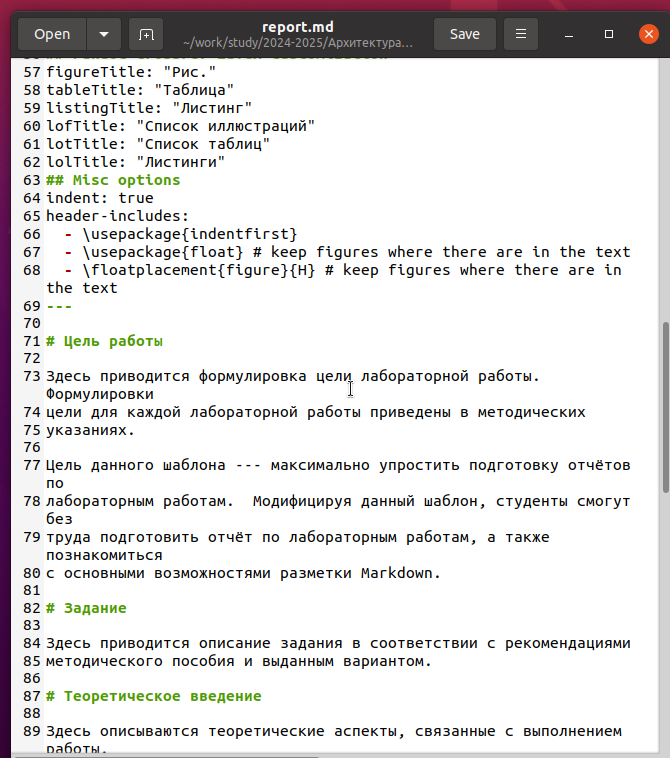 Open
report.md
~/work/study/2024-2025/Архитектура...
Save
57 figureTitle: "Рис."
58 tableTitle: "Таблица"
59 listingTitle: "Листинг"
60 lofTitle: "Список иллюстраций"
61 lotTitle: "Список таблиц"
62 lolTitle: "Листинги"
63 ## Misc options
64 indent: true
65 header-includes:
66   - \usepackage{indentfirst}
67   - \usepackage{float} # keep figures where there are in the text
68   - \floatplacement{figure}{H} # keep figures where there are in
the text
69 ---
70
71 # Цель работы
72
73 Здесь приводится формулировка цели лабораторной работы.
Формулировки
74 цели для каждой лабораторной работы приведены в методических
75 указаниях.
76
77 Цель данного шаблона --- максимально упростить подготовку отчётов
по
78 лабораторным работам.  Модифицируя данный шаблон, студенты смогут
без
79 труда подготовить отчёт по лабораторным работам, а также
познакомиться
80 с основными возможностями разметки Markdown.
81
82 # Задание
83
84 Здесь приводится описание задания в соответствии с рекомендациями
85 методического пособия и выданным вариантом.
86
87 # Теоретическое введение
88
89 Здесь описываются теоретические аспекты, связанные с выполнением
работы.